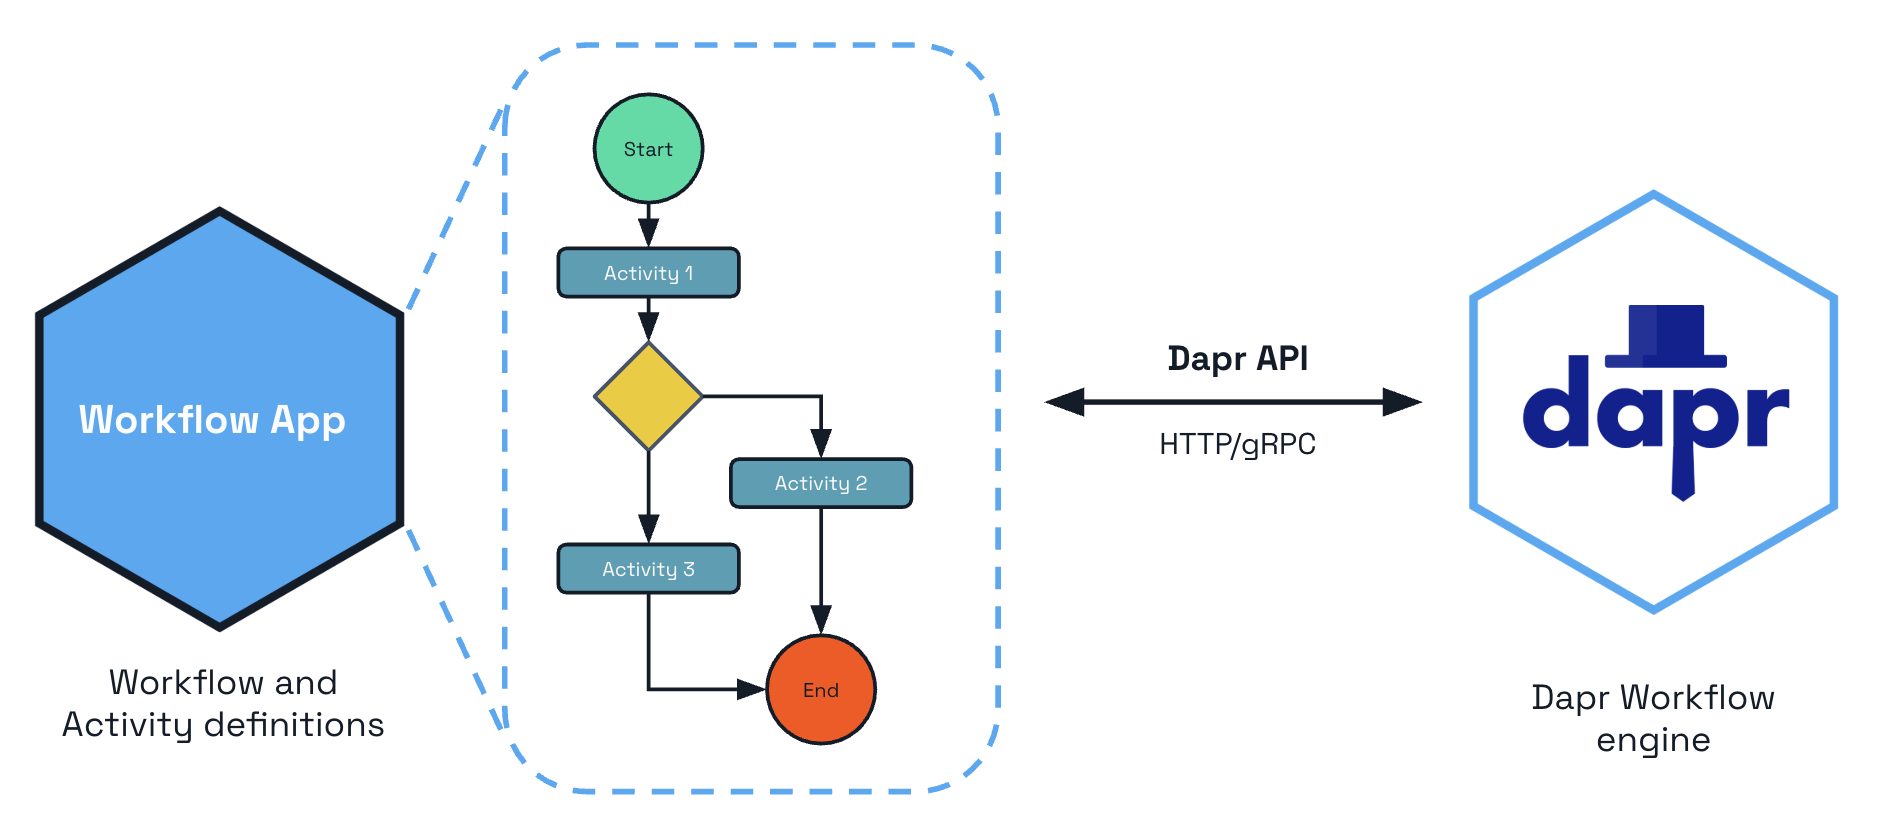 Workflow App
Workflow and
Activity definitions
Start
Activity 1
Activity 2
Activity 3
End
Dapr API
HTTP/gRPC
dapr
Dapr Workflow
engine